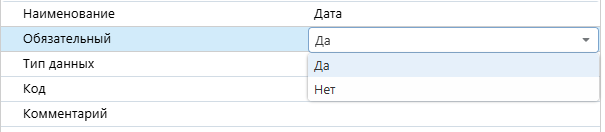 Наименование Дата
Обязательный Да
Тип данных Да
Код Нет
Комментарий